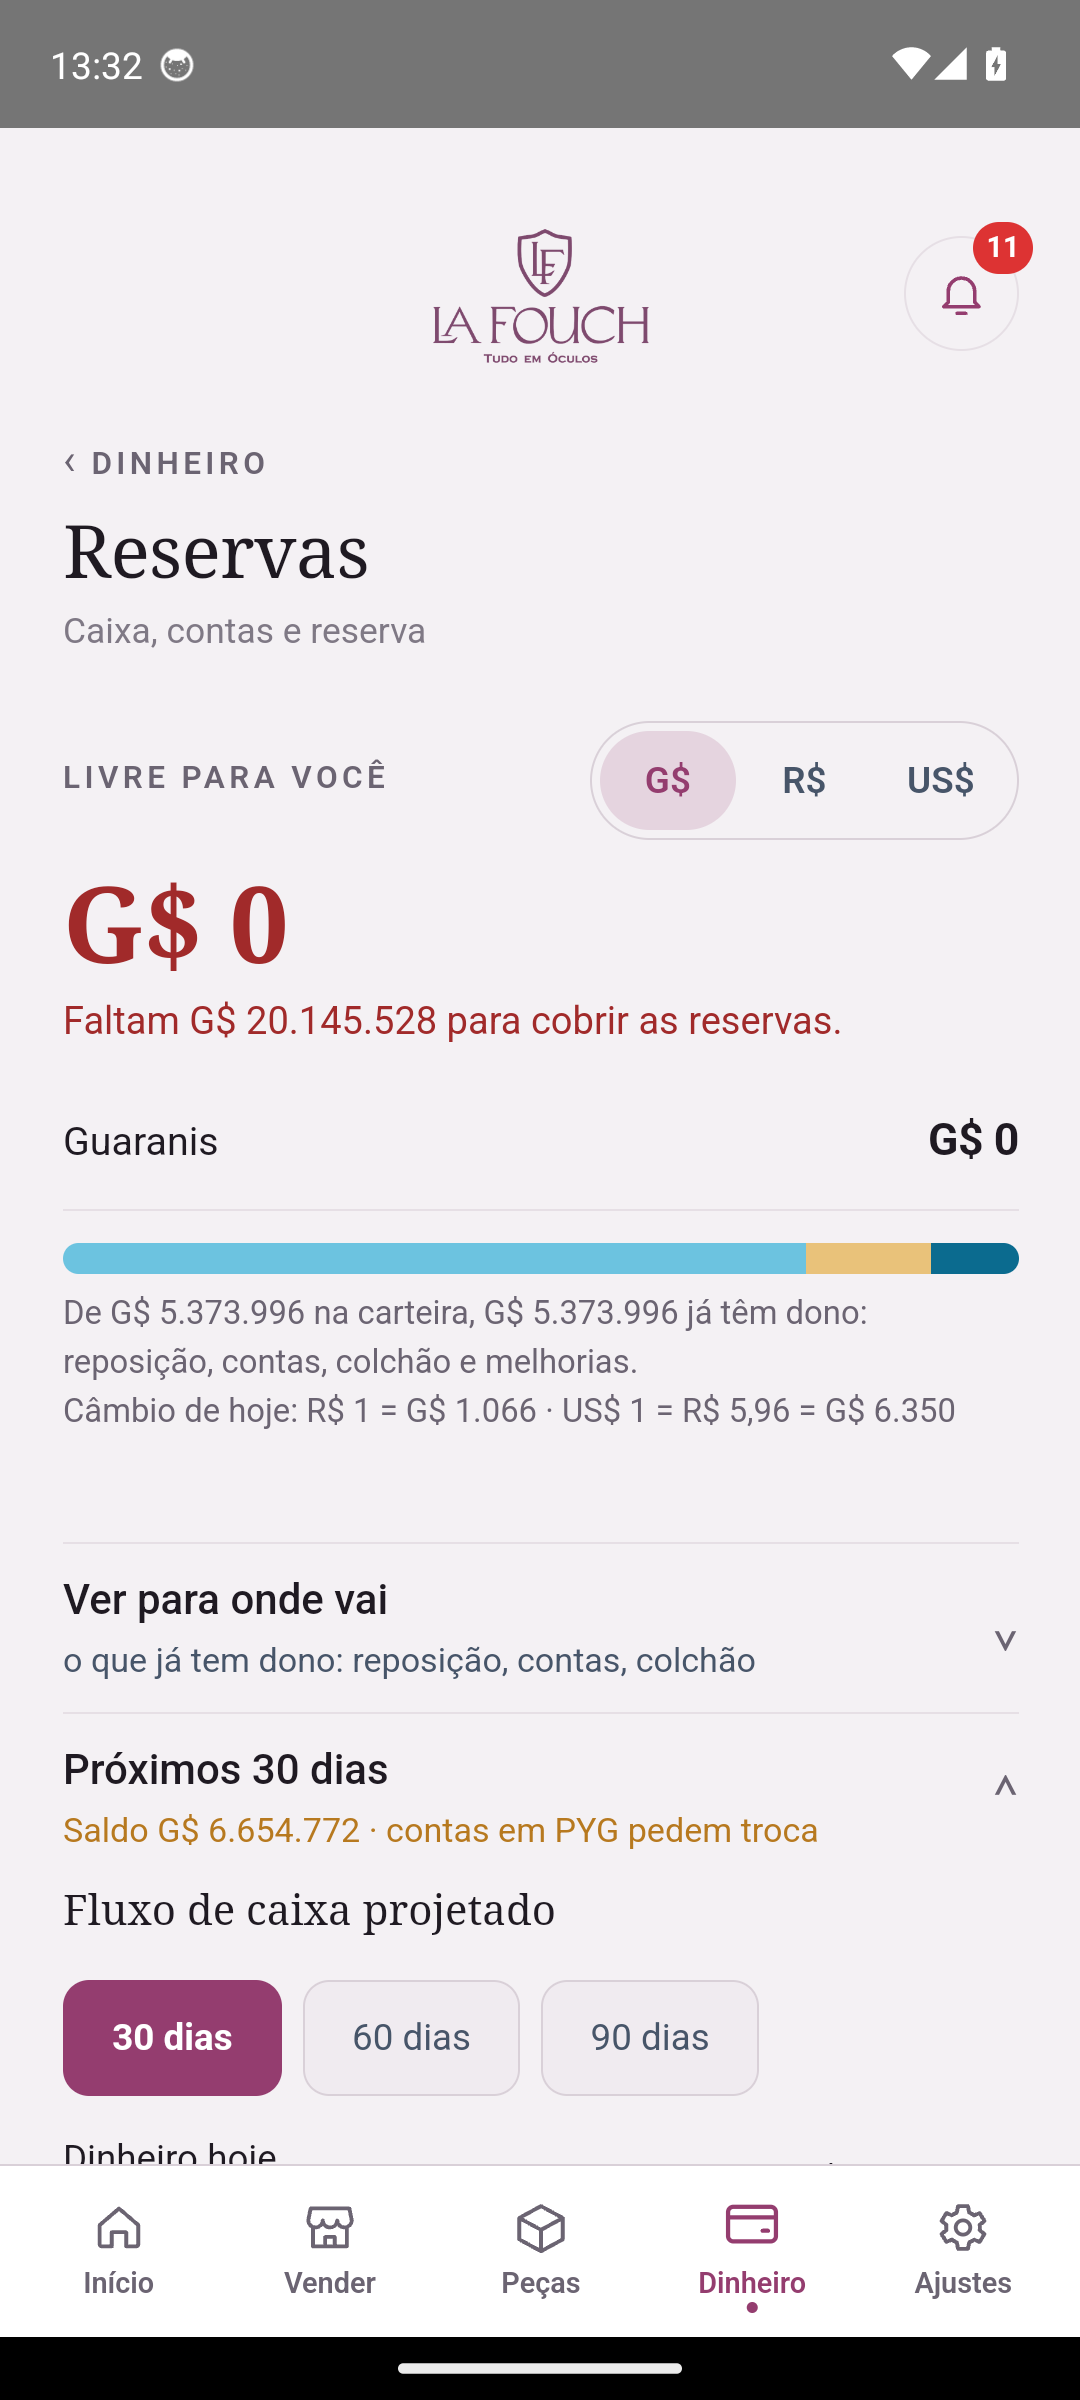 13:32
11
LF
LA FOUCH
TUDO EM ÓCULOS
‹ DINHEIRO
Reservas
Caixa, contas e reserva
LIVRE PARA VOCÊ
G$ R$ US$
G$ 0
Faltam G$ 20.145.528 para cobrir as reservas.
Guaranis G$ 0
De G$ 5.373.996 na carteira, G$ 5.373.996 já têm dono:
reposição, contas, colchão e melhorias.
Câmbio de hoje: R$ 1 = G$ 1.066 · US$ 1 = R$ 5,96 = G$ 6.350
Ver para onde vai
o que já tem dono: reposição, contas, colchão
Próximos 30 dias
Saldo G$ 6.654.772 · contas em PYG pedem troca
Fluxo de caixa projetado
30 dias 60 dias 90 dias
Dinheiro hoje
Início Vender Peças Dinheiro Ajustes